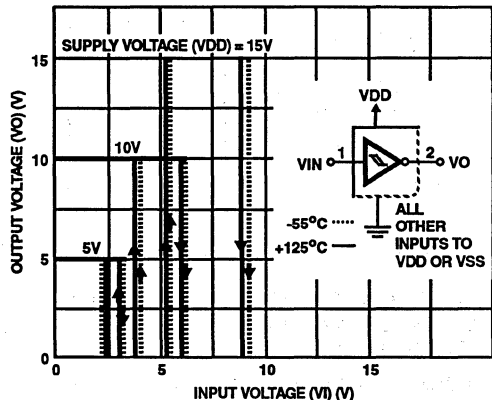 SUPPLY VOLTAGE (VDD) = 15V
10V
5V
15
10
5
0
0
5
10
15
OUTPUT VOLTAGE (VO) (V)
INPUT VOLTAGE (VI) (V)
VDD
VIN
1
2
VO
-55°C
+125°C
ALL
OTHER
INPUTS TO
VDD OR VSS